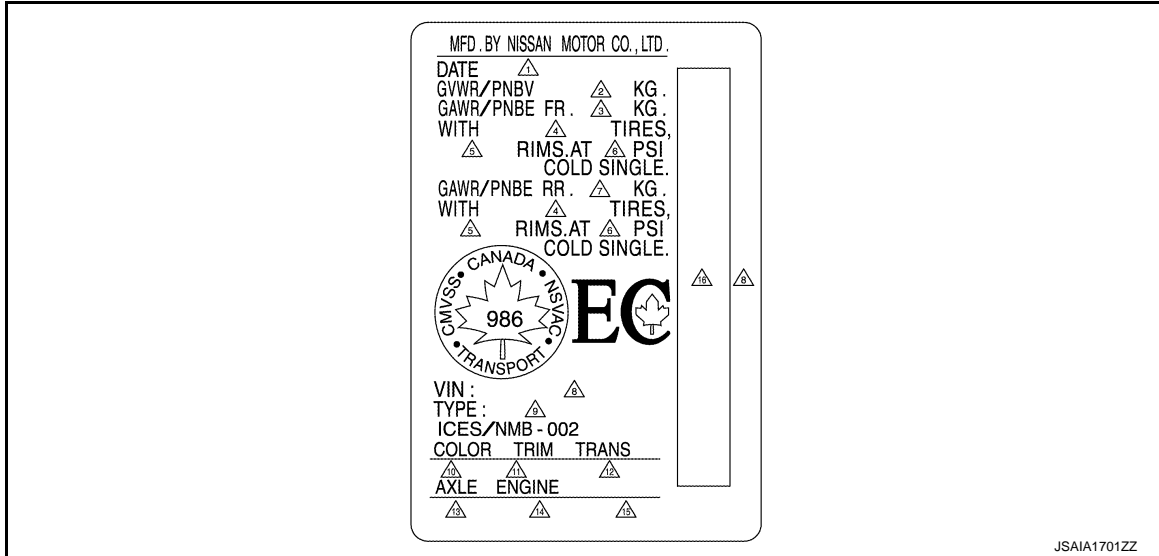 MFD.BY NISSAN MOTOR CO.,LTD.
DATE 1
GVWR/PNBV 2 KG.
GAWR/PNBE FR. 3 KG.
WITH 4 TIRES,
5 RIMS.AT 6 PSI
COLD SINGLE.
GAWR/PNBE RR. 7 KG.
WITH 4 TIRES,
5 RIMS.AT 6 PSI
COLD SINGLE.
CMVSS • CANADA • NSVAC • TRANSPORT •
986
EC
16 8
VIN : 8
TYPE : 9
ICES/NMB-002
COLOR TRIM TRANS
10 11 12
AXLE ENGINE
13 14 15
JSAIA1701ZZ